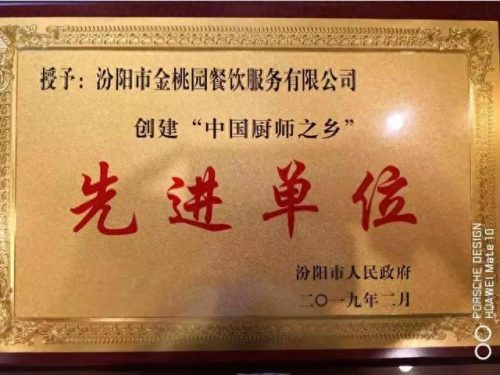 授予：汾阳市金桃园餐饮服务有限公司
创建“中国厨师之乡”
先进单位
汾阳市人民政府
二〇一九年二月
PORSCHE DESIGN
HUAWEI Mate 10